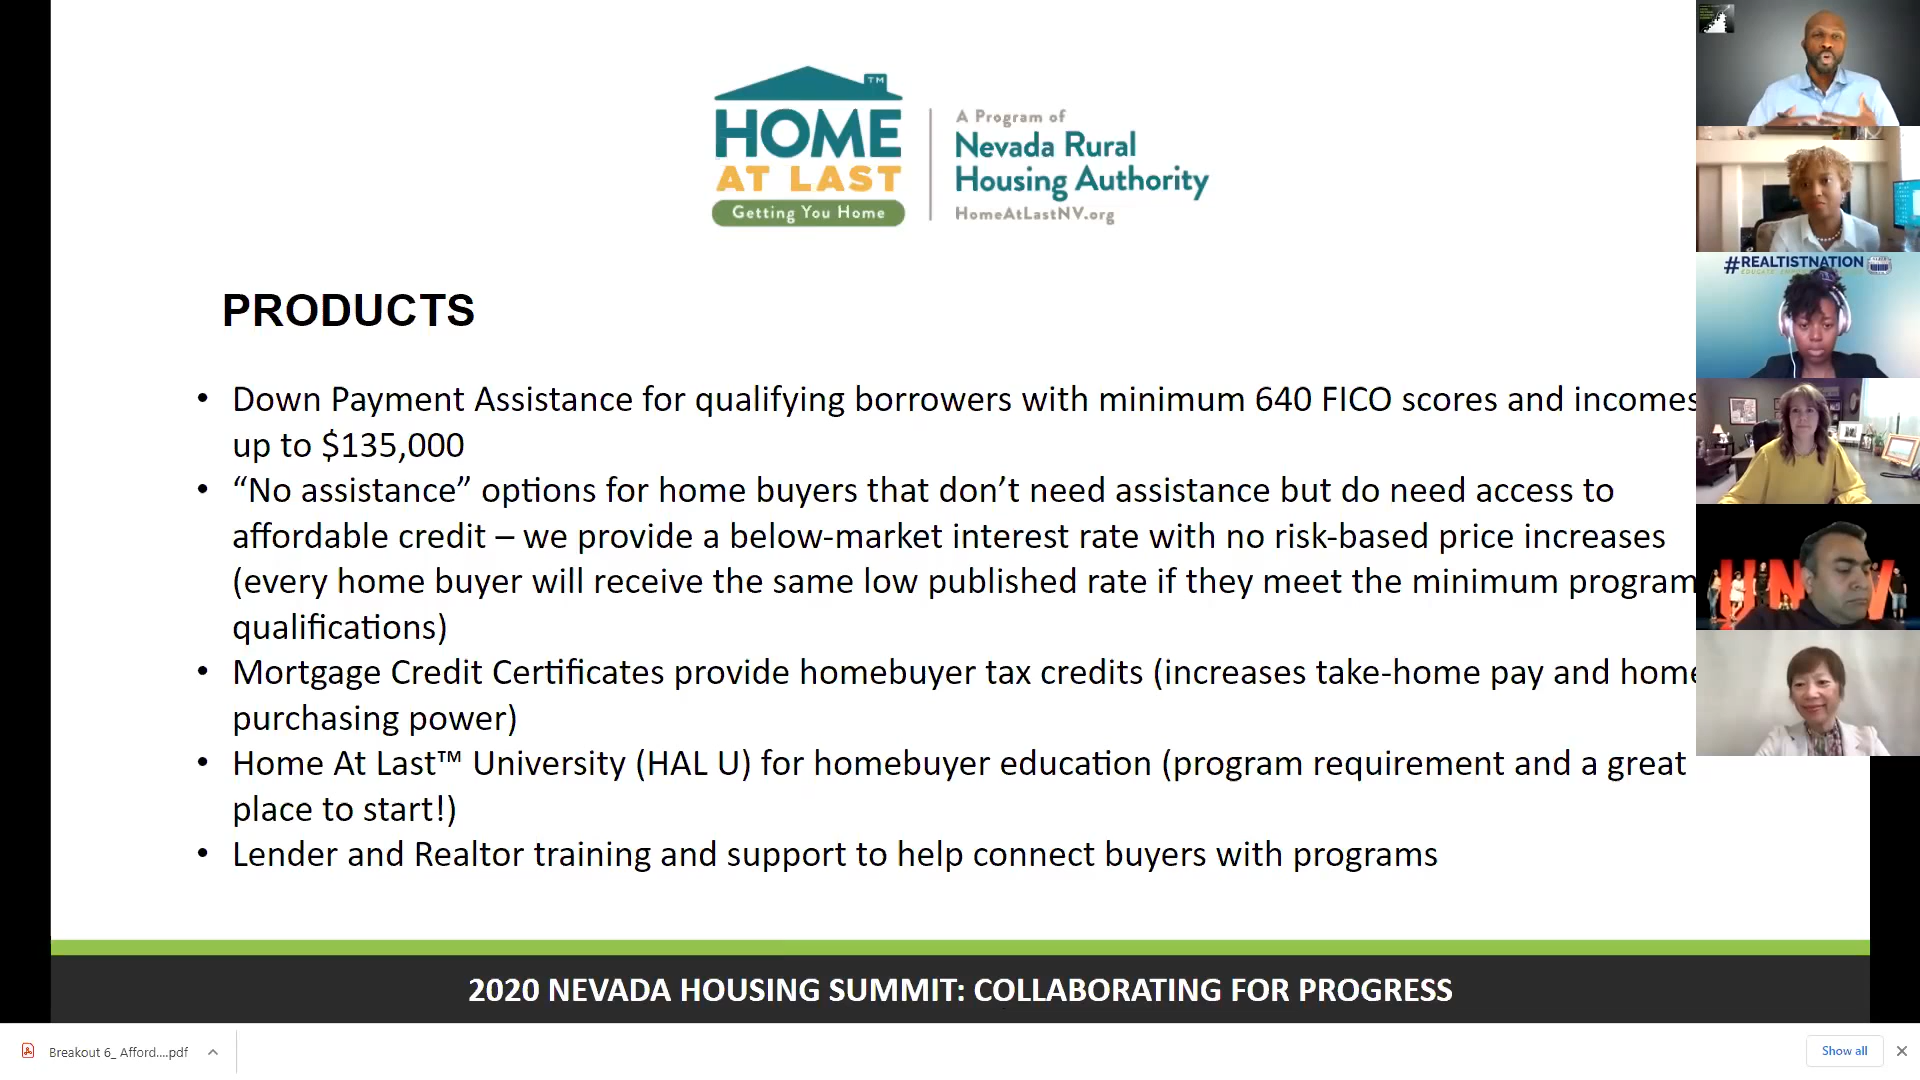 TM
HOME
AT LAST
Getting You Home
A Program of
Nevada Rural
Housing Authority
HomeAtLastNV.org
#REALTISTNATION
PRODUCTS
• Down Payment Assistance for qualifying borrowers with minimum 640 FICO scores and incomes
up to $135,000
• “No assistance” options for home buyers that don’t need assistance but do need access to
affordable credit – we provide a below-market interest rate with no risk-based price increases
(every home buyer will receive the same low published rate if they meet the minimum program
qualifications)
• Mortgage Credit Certificates provide homebuyer tax credits (increases take-home pay and home
purchasing power)
• Home At Last™ University (HAL U) for homebuyer education (program requirement and a great
place to start!)
• Lender and Realtor training and support to help connect buyers with programs
2020 NEVADA HOUSING SUMMIT: COLLABORATING FOR PROGRESS
Breakout 6_ Afford....pdf
Show all